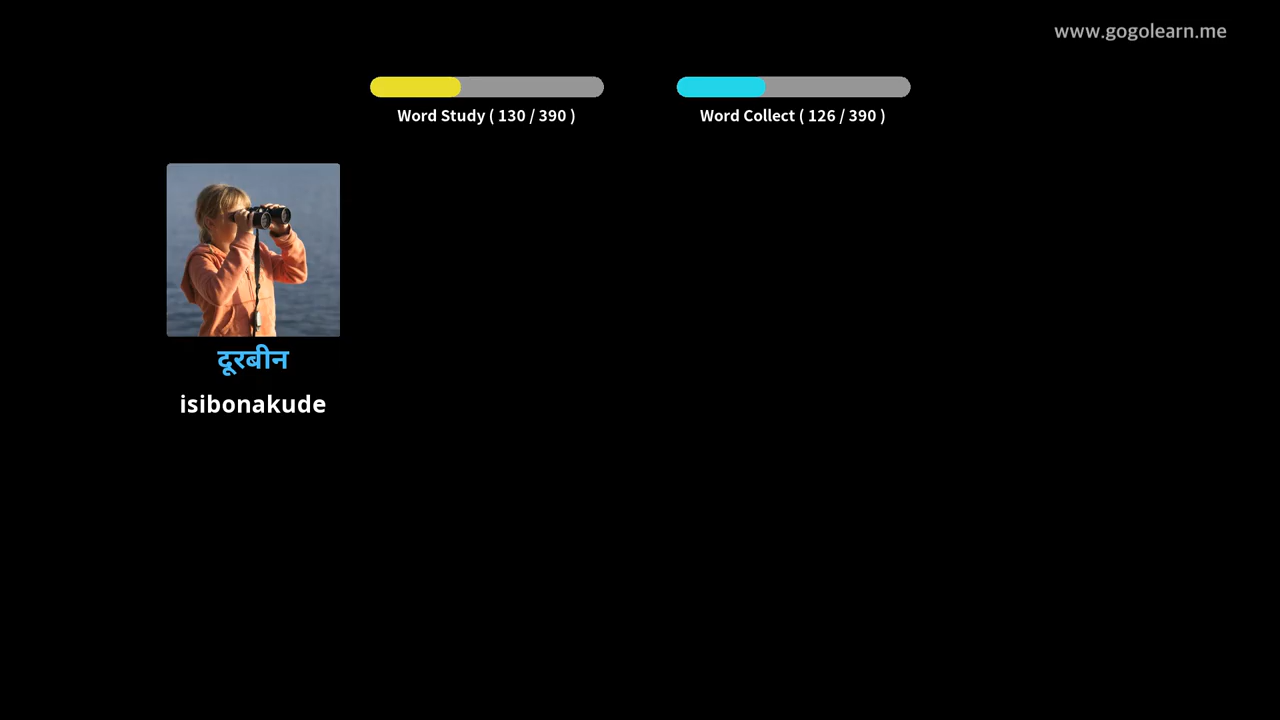 www.gogolearn.me
Word Study ( 130 / 390 )
Word Collect ( 126 / 390 )
दूरबीन
isibonakude